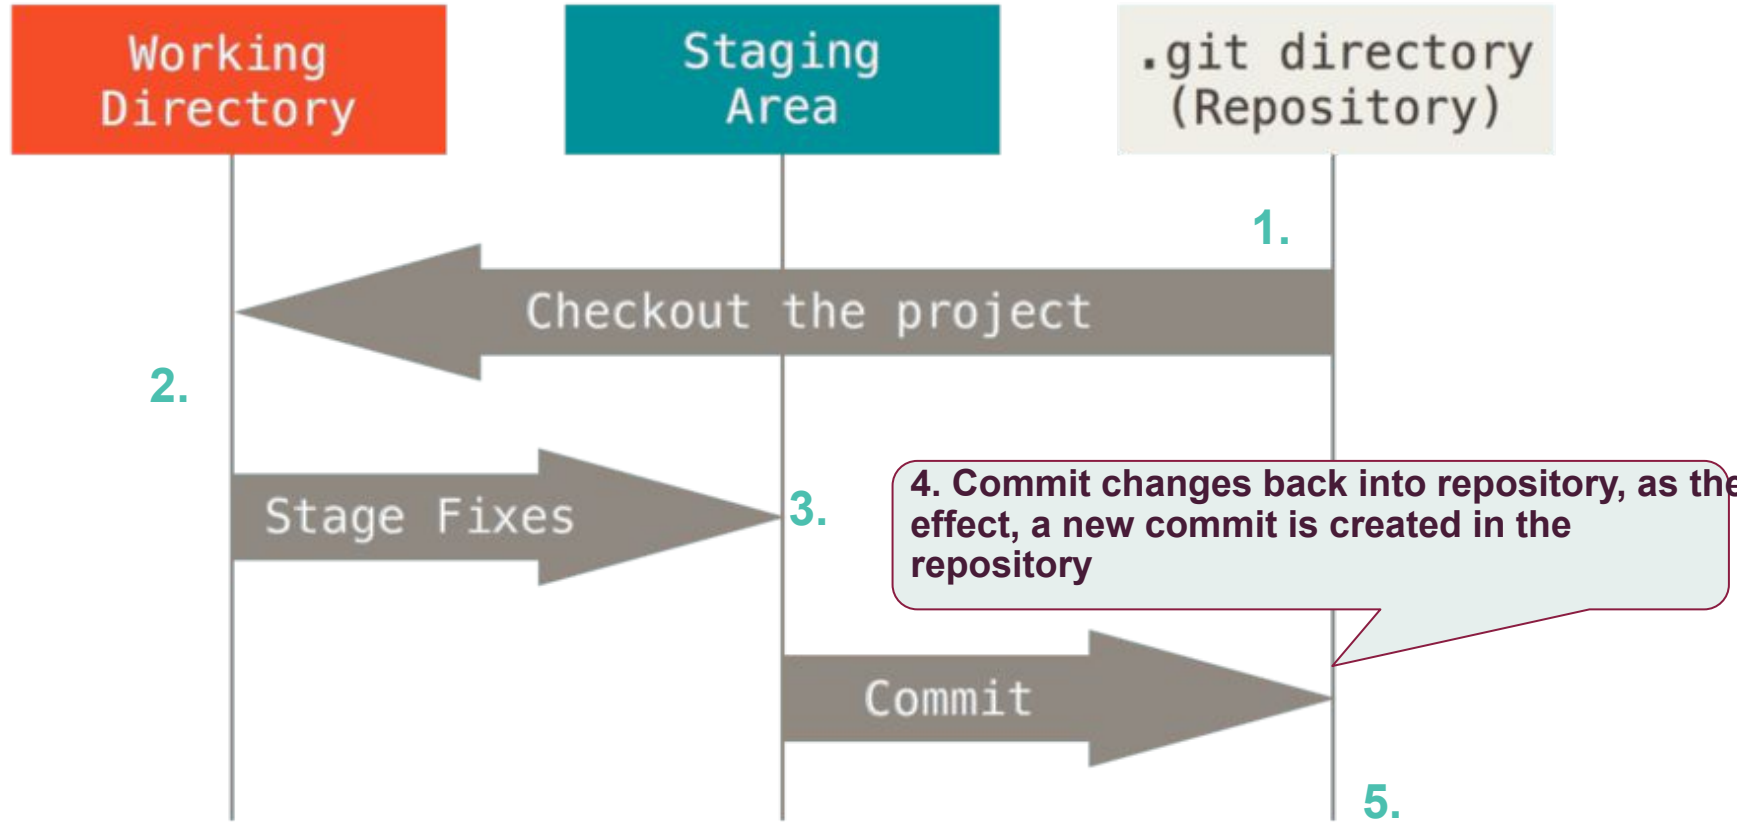 Working
Directory
Staging
Area
.git directory
(Repository)
1.
Checkout the project
2.
Stage Fixes
3.
4. Commit changes back into repository, as the
effect, a new commit is created in the
repository
Commit
5.